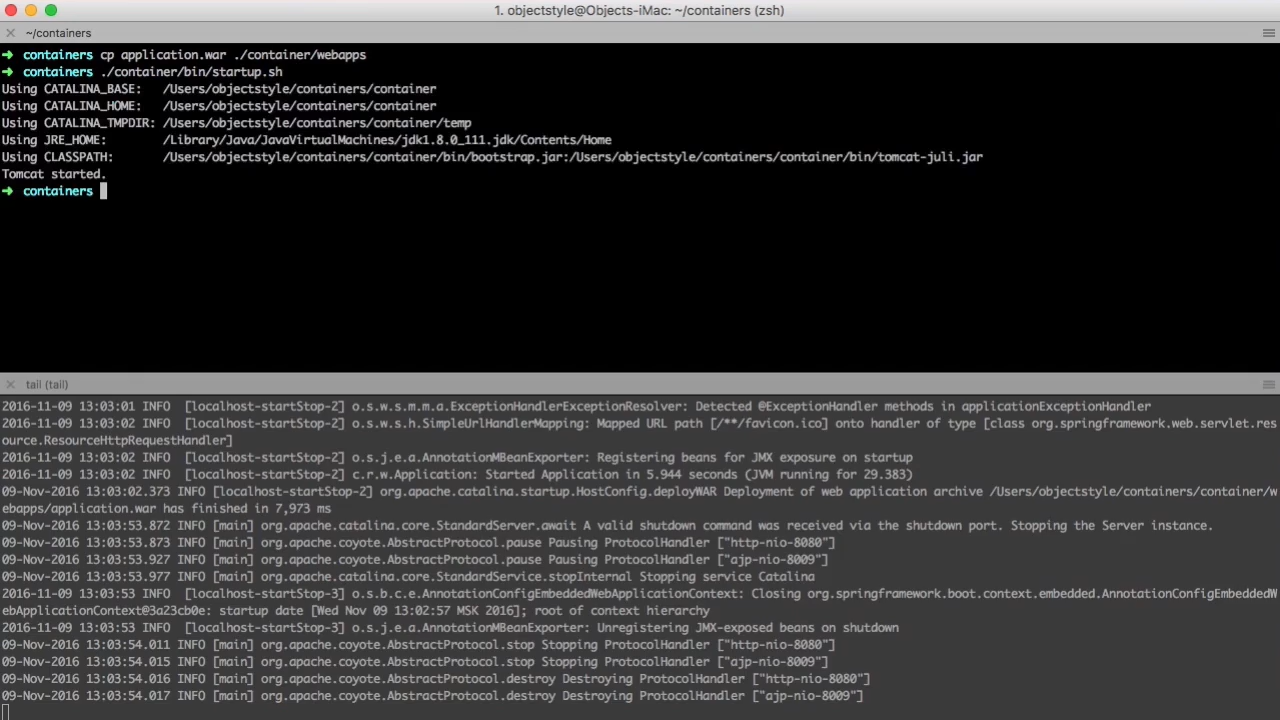 1. objectstyle@Objects-iMac: ~/containers (zsh)
~/containers
➜ containers cp application.war ./container/webapps
➜ containers ./container/bin/startup.sh
Using CATALINA_BASE:   /Users/objectstyle/containers/container
Using CATALINA_HOME:   /Users/objectstyle/containers/container
Using CATALINA_TMPDIR: /Users/objectstyle/containers/container/temp
Using JRE_HOME:        /Library/Java/JavaVirtualMachines/jdk1.8.0_111.jdk/Contents/Home
Using CLASSPATH:       /Users/objectstyle/containers/container/bin/bootstrap.jar:/Users/objectstyle/containers/container/bin/tomcat-juli.jar
Tomcat started.
➜ containers
tail (tail)
2016-11-09 13:03:01 INFO  [localhost-startStop-2] o.s.w.s.m.m.a.ExceptionHandlerExceptionResolver: Detected @ExceptionHandler methods in applicationExceptionHandler
2016-11-09 13:03:02 INFO  [localhost-startStop-2] o.s.w.s.h.SimpleUrlHandlerMapping: Mapped URL path [/**/favicon.ico] onto handler of type [class org.springframework.web.servlet.res
ource.ResourceHttpRequestHandler]
2016-11-09 13:03:02 INFO  [localhost-startStop-2] o.s.j.e.a.AnnotationMBeanExporter: Registering beans for JMX exposure on startup
2016-11-09 13:03:02 INFO  [localhost-startStop-2] c.r.w.Application: Started Application in 5.944 seconds (JVM running for 29.383)
09-Nov-2016 13:03:02.373 INFO [localhost-startStop-2] org.apache.catalina.startup.HostConfig.deployWAR Deployment of web application archive /Users/objectstyle/containers/container/w
ebapps/application.war has finished in 7,973 ms
09-Nov-2016 13:03:53.872 INFO [main] org.apache.catalina.core.StandardServer.await A valid shutdown command was received via the shutdown port. Stopping the Server instance.
09-Nov-2016 13:03:53.873 INFO [main] org.apache.coyote.AbstractProtocol.pause Pausing ProtocolHandler ["http-nio-8080"]
09-Nov-2016 13:03:53.927 INFO [main] org.apache.coyote.AbstractProtocol.pause Pausing ProtocolHandler ["ajp-nio-8009"]
09-Nov-2016 13:03:53.977 INFO [main] org.apache.catalina.core.StandardService.stopInternal Stopping service Catalina
2016-11-09 13:03:53 INFO  [localhost-startStop-3] o.s.b.c.e.AnnotationConfigEmbeddedWebApplicationContext: Closing org.springframework.boot.context.embedded.AnnotationConfigEmbeddedW
ebApplicationContext@3a23cb0e: startup date [Wed Nov 09 13:02:57 MSK 2016]; root of context hierarchy
2016-11-09 13:03:53 INFO  [localhost-startStop-3] o.s.j.e.a.AnnotationMBeanExporter: Unregistering JMX-exposed beans on shutdown
09-Nov-2016 13:03:54.011 INFO [main] org.apache.coyote.AbstractProtocol.stop Stopping ProtocolHandler ["http-nio-8080"]
09-Nov-2016 13:03:54.015 INFO [main] org.apache.coyote.AbstractProtocol.stop Stopping ProtocolHandler ["ajp-nio-8009"]
09-Nov-2016 13:03:54.016 INFO [main] org.apache.coyote.AbstractProtocol.destroy Destroying ProtocolHandler ["http-nio-8080"]
09-Nov-2016 13:03:54.017 INFO [main] org.apache.coyote.AbstractProtocol.destroy Destroying ProtocolHandler ["ajp-nio-8009"]